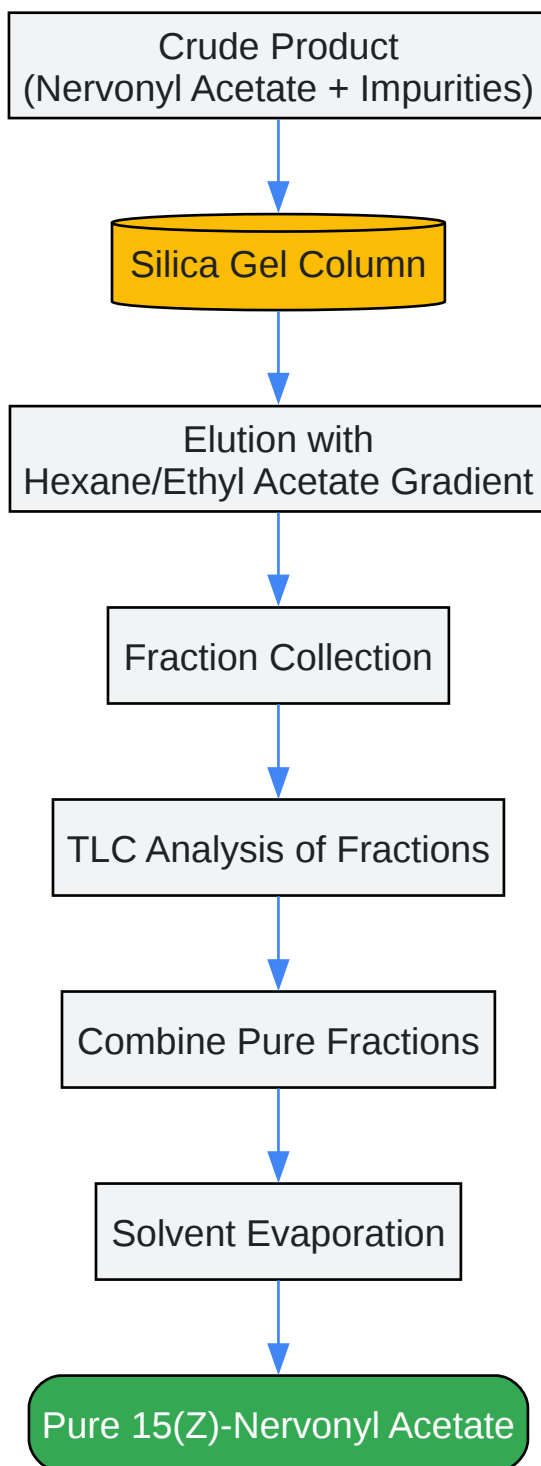 Crude Product
(Nervonyl Acetate + Impurities)
Silica Gel Column
Elution with
Hexane/Ethyl Acetate Gradient
Fraction Collection
TLC Analysis of Fractions
Combine Pure Fractions
Solvent Evaporation
Pure 15(Z)-Nervonyl Acetate